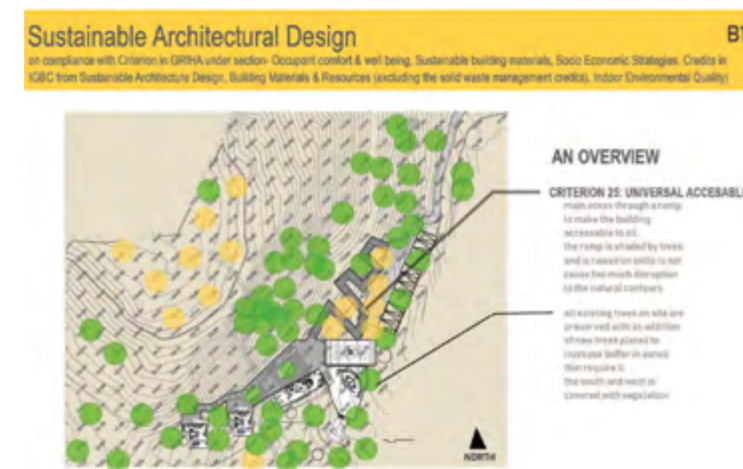 Sustainable Architectural Design
B1
on compliance with Criterion in GRIHA under section- Occupant comfort & well being, Sustainable building materials, Socio Economic Strategies. Credits in
IGBC from Sustainable Architecture Design, Building Materials & Resources (excluding the solid waste management credits), Indoor Environmental Quality)
AN OVERVIEW
CRITERION 25: UNIVERSAL ACCESABLE
main access through a ramp
to make the building
accessable to all.
the ramp is shaded by trees
and is raised on stilts is not
cause too much disruption
to the natural contours
all existing trees on site are
preserved with an addition
of new trees placed to
increase buffer in zones
that require it.
the south and west is
covered with vegetation
NORTH